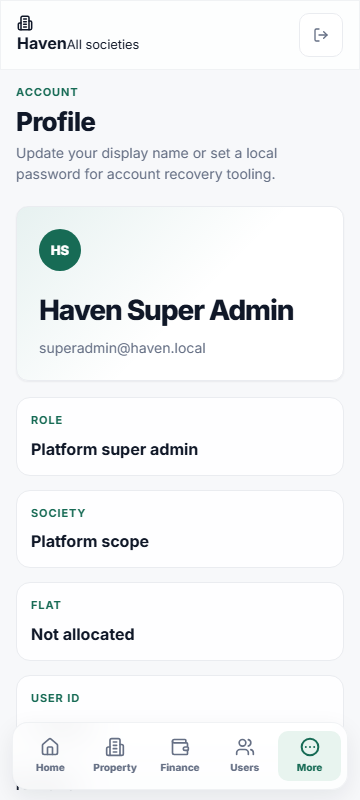 HavenAll societies
ACCOUNT
Profile
Update your display name or set a local
password for account recovery tooling.
HS
Haven Super Admin
superadmin@haven.local
ROLE
Platform super admin
SOCIETY
Platform scope
FLAT
Not allocated
USER ID
Home
Property
Finance
Users
More